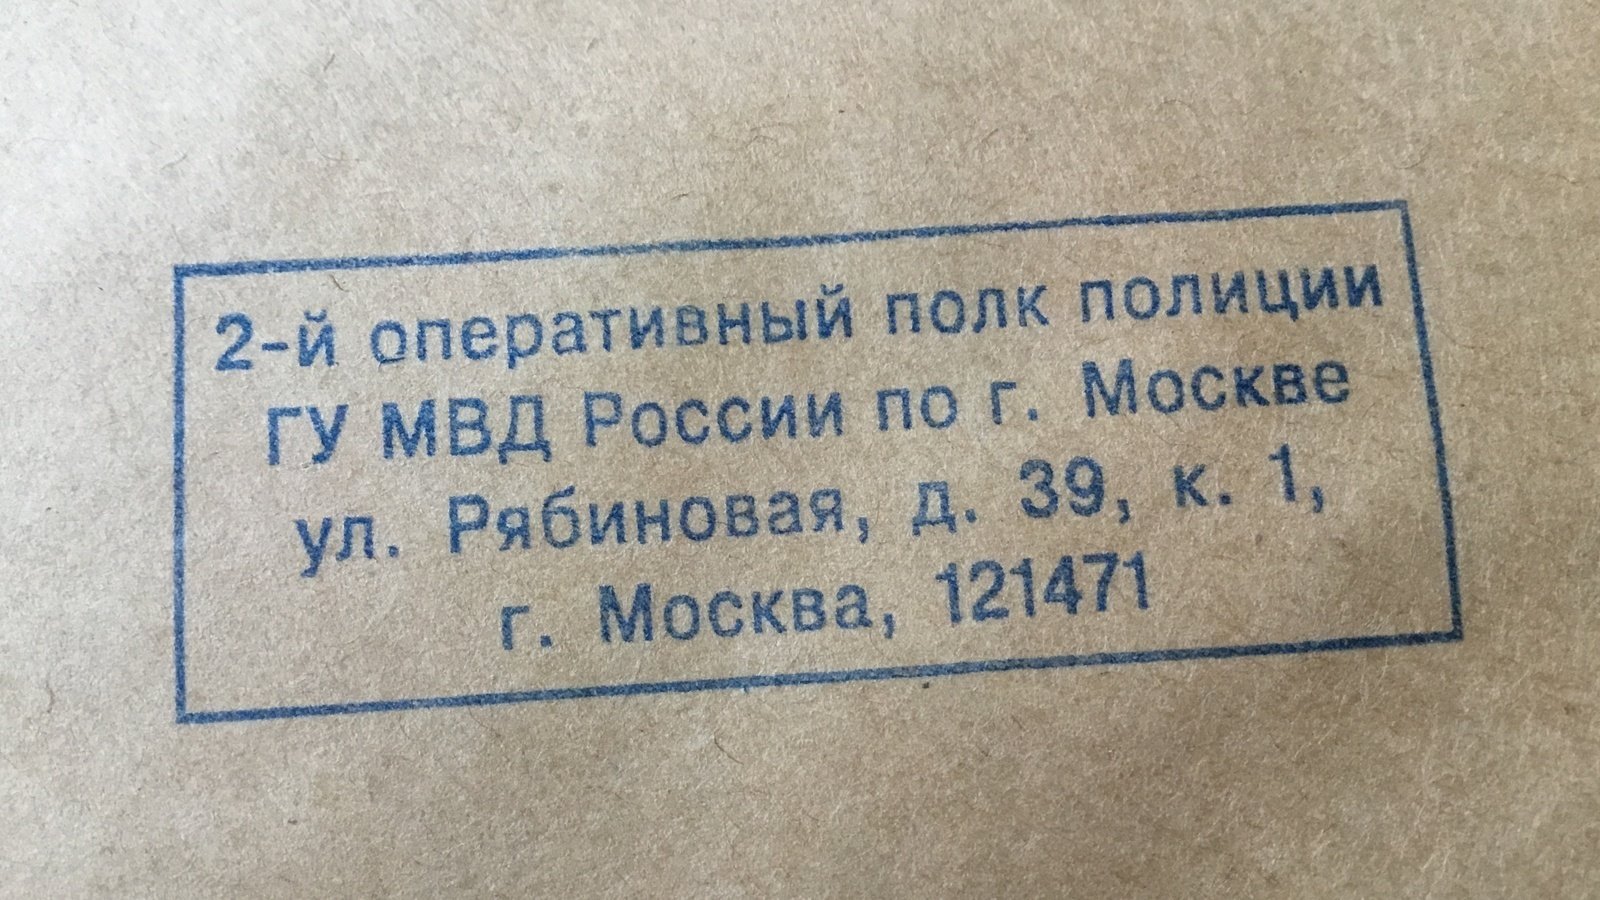 2-й оперативный полк полиции
ГУ МВД России по г. Москве
ул. Рябиновая, д. 39, к. 1,
г. Москва, 121471